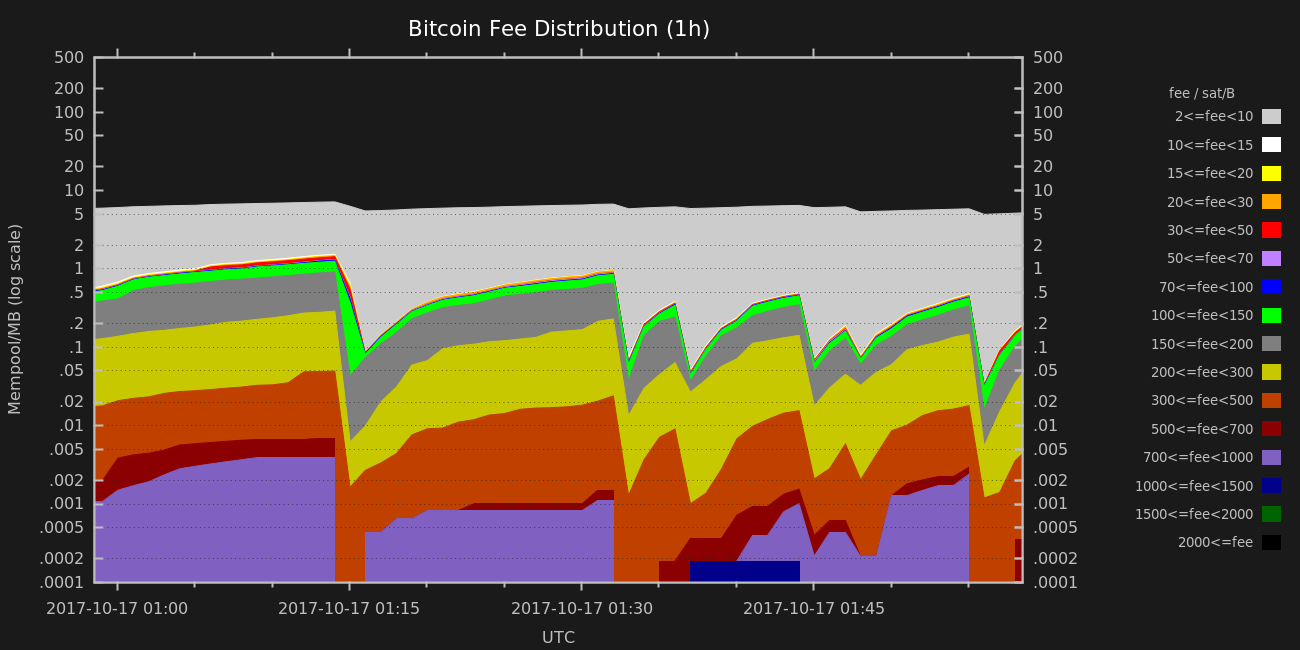 Bitcoin Fee Distribution (1h)
Mempool/MB (log scale)
500
200
100
50
20
10
5
2
1
.5
.2
.1
.05
.02
.01
.005
.002
.001
.0005
.0002
.0001
500
200
100
50
20
10
5
2
1
.5
.2
.1
.05
.02
.01
.005
.002
.001
.0005
.0002
.0001
2017-10-17 01:00 2017-10-17 01:15 2017-10-17 01:30 2017-10-17 01:45
UTC
fee / sat/B
2<=fee<10
10<=fee<15
15<=fee<20
20<=fee<30
30<=fee<50
50<=fee<70
70<=fee<100
100<=fee<150
150<=fee<200
200<=fee<300
300<=fee<500
500<=fee<700
700<=fee<1000
1000<=fee<1500
1500<=fee<2000
2000<=fee